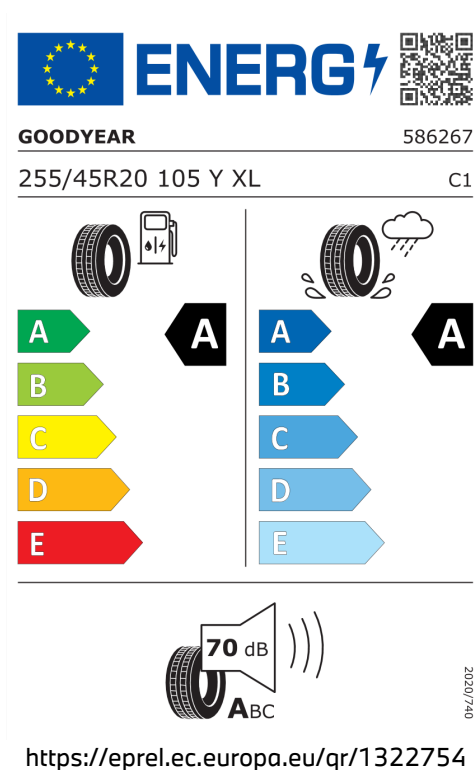 ENERG
GOODYEAR 586267
255/45R20 105 Y XL C1
A A A A
B B
C C
D D
E E
70 dB
ABC
2020/740
https://eprel.ec.europa.eu/qr/1322754